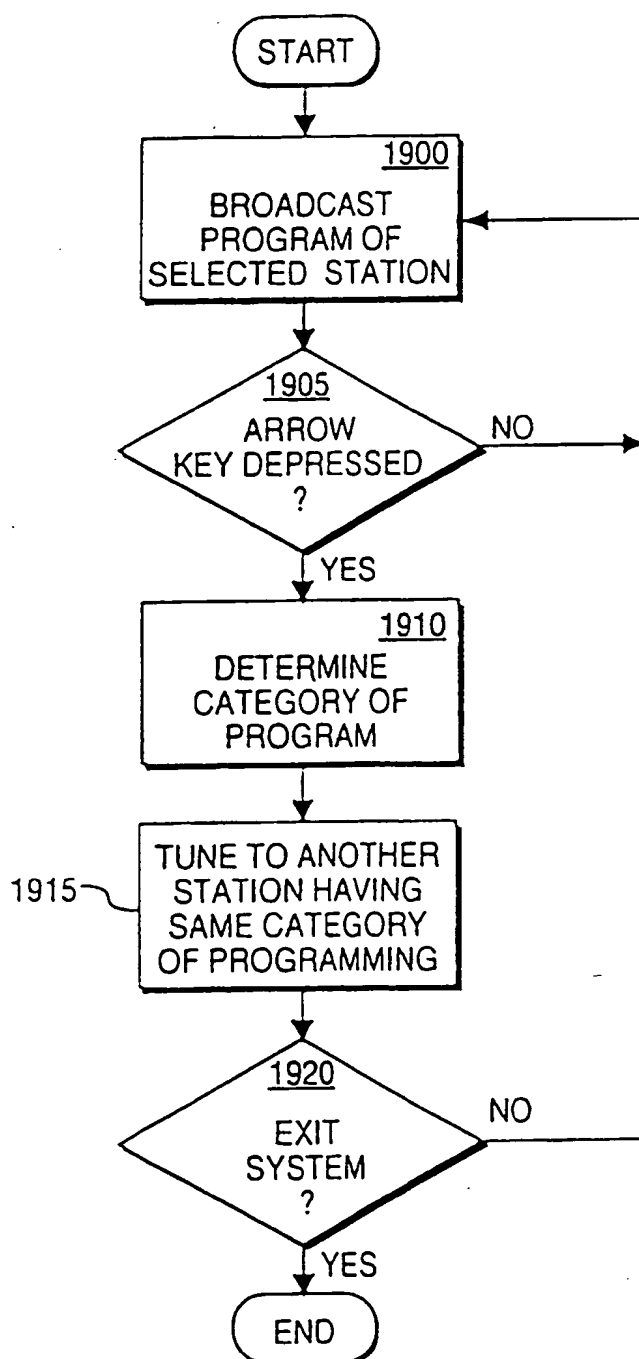 START
1900
BROADCAST
PROGRAM OF
SELECTED STATION
1905
ARROW
KEY DEPRESSED
?
NO
YES
1910
DETERMINE
CATEGORY OF
PROGRAM
1915
TUNE TO ANOTHER
STATION HAVING
SAME CATEGORY
OF PROGRAMMING
1920
EXIT
SYSTEM
?
NO
YES
END